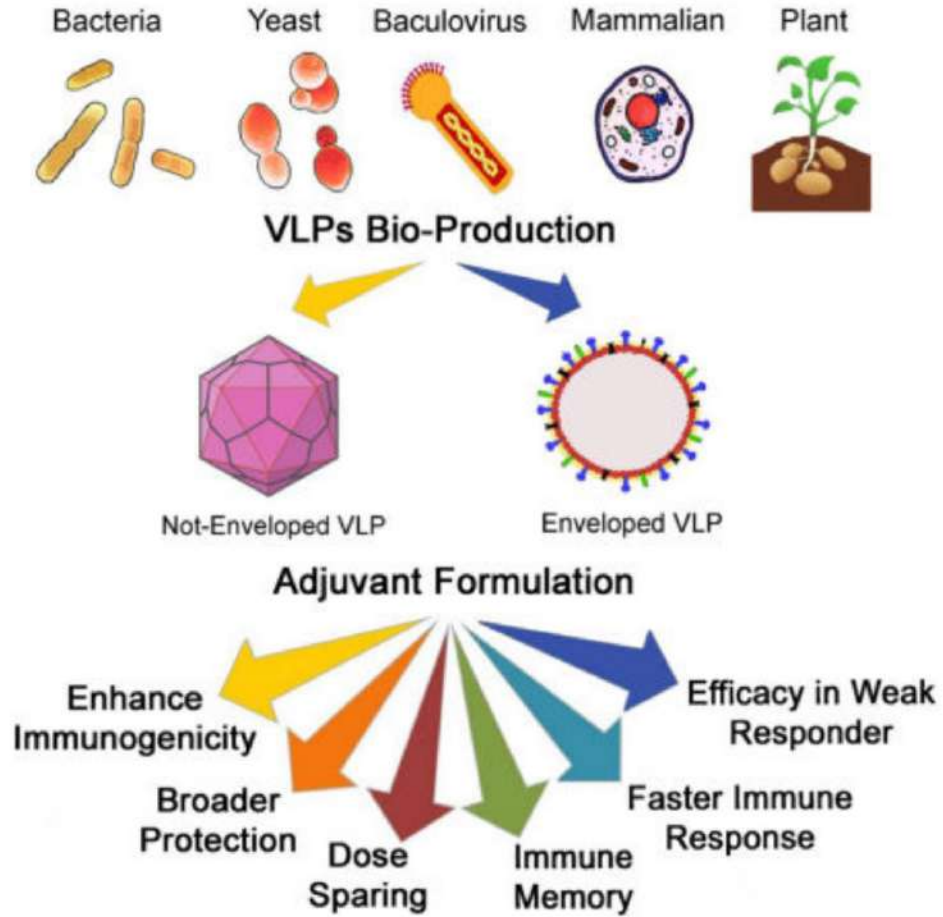 Bacteria
Yeast
Baculovirus
Mammalian
Plant
VLPs Bio-Production
Not-Enveloped VLP
Enveloped VLP
Adjuvant Formulation
Enhance
Immunogenicity
Broader
Protection
Dose
Sparing
Immune
Memory
Faster Immune
Response
Efficacy in Weak
Responder